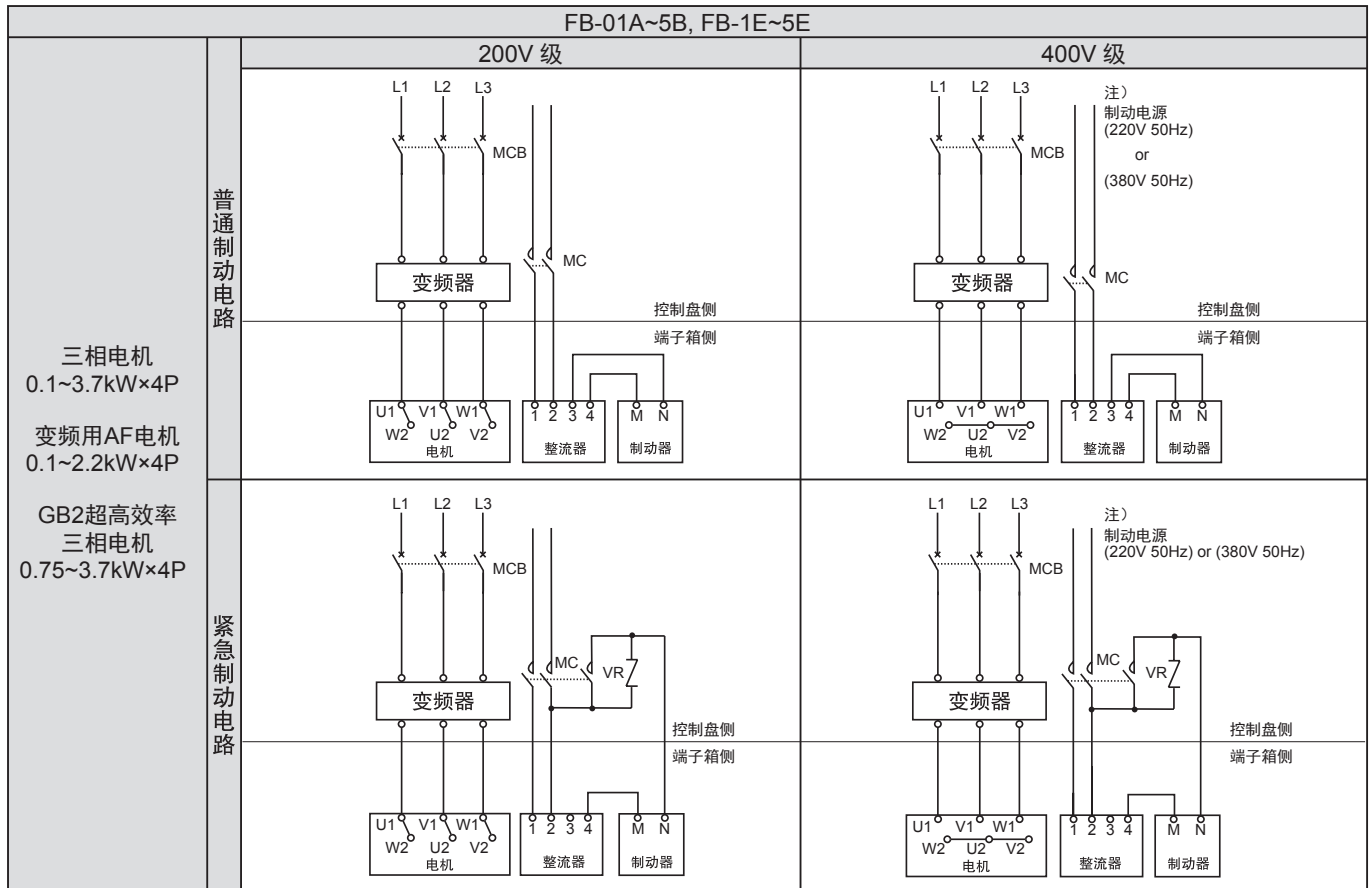 FB-01A~5B, FB-1E~5E
200V 级
400V 级
三相电机
0.1~3.7kW×4P
变频用AF电机
0.1~2.2kW×4P
GB2超高效率
三相电机
0.75~3.7kW×4P
普通制动电路
L1 L2 L3
MCB
MC
变频器
控制盘侧
端子箱侧
U1 V1 W1
W2 U2 V2
电机
1 2 3 4
整流器
M N
制动器
L1 L2 L3
注）
制动电源
(220V 50Hz)
or
(380V 50Hz)
MCB
MC
变频器
控制盘侧
端子箱侧
U1 V1 W1
W2 U2 V2
电机
1 2 3 4
整流器
M N
制动器
紧急制动电路
L1 L2 L3
MCB
MC
VR
变频器
控制盘侧
端子箱侧
U1 V1 W1
W2 U2 V2
电机
1 2 3 4
整流器
M N
制动器
L1 L2 L3
注）
制动电源
(220V 50Hz) or (380V 50Hz)
MCB
MC
VR
变频器
控制盘侧
端子箱侧
U1 V1 W1
W2 U2 V2
电机
1 2 3 4
整流器
M N
制动器